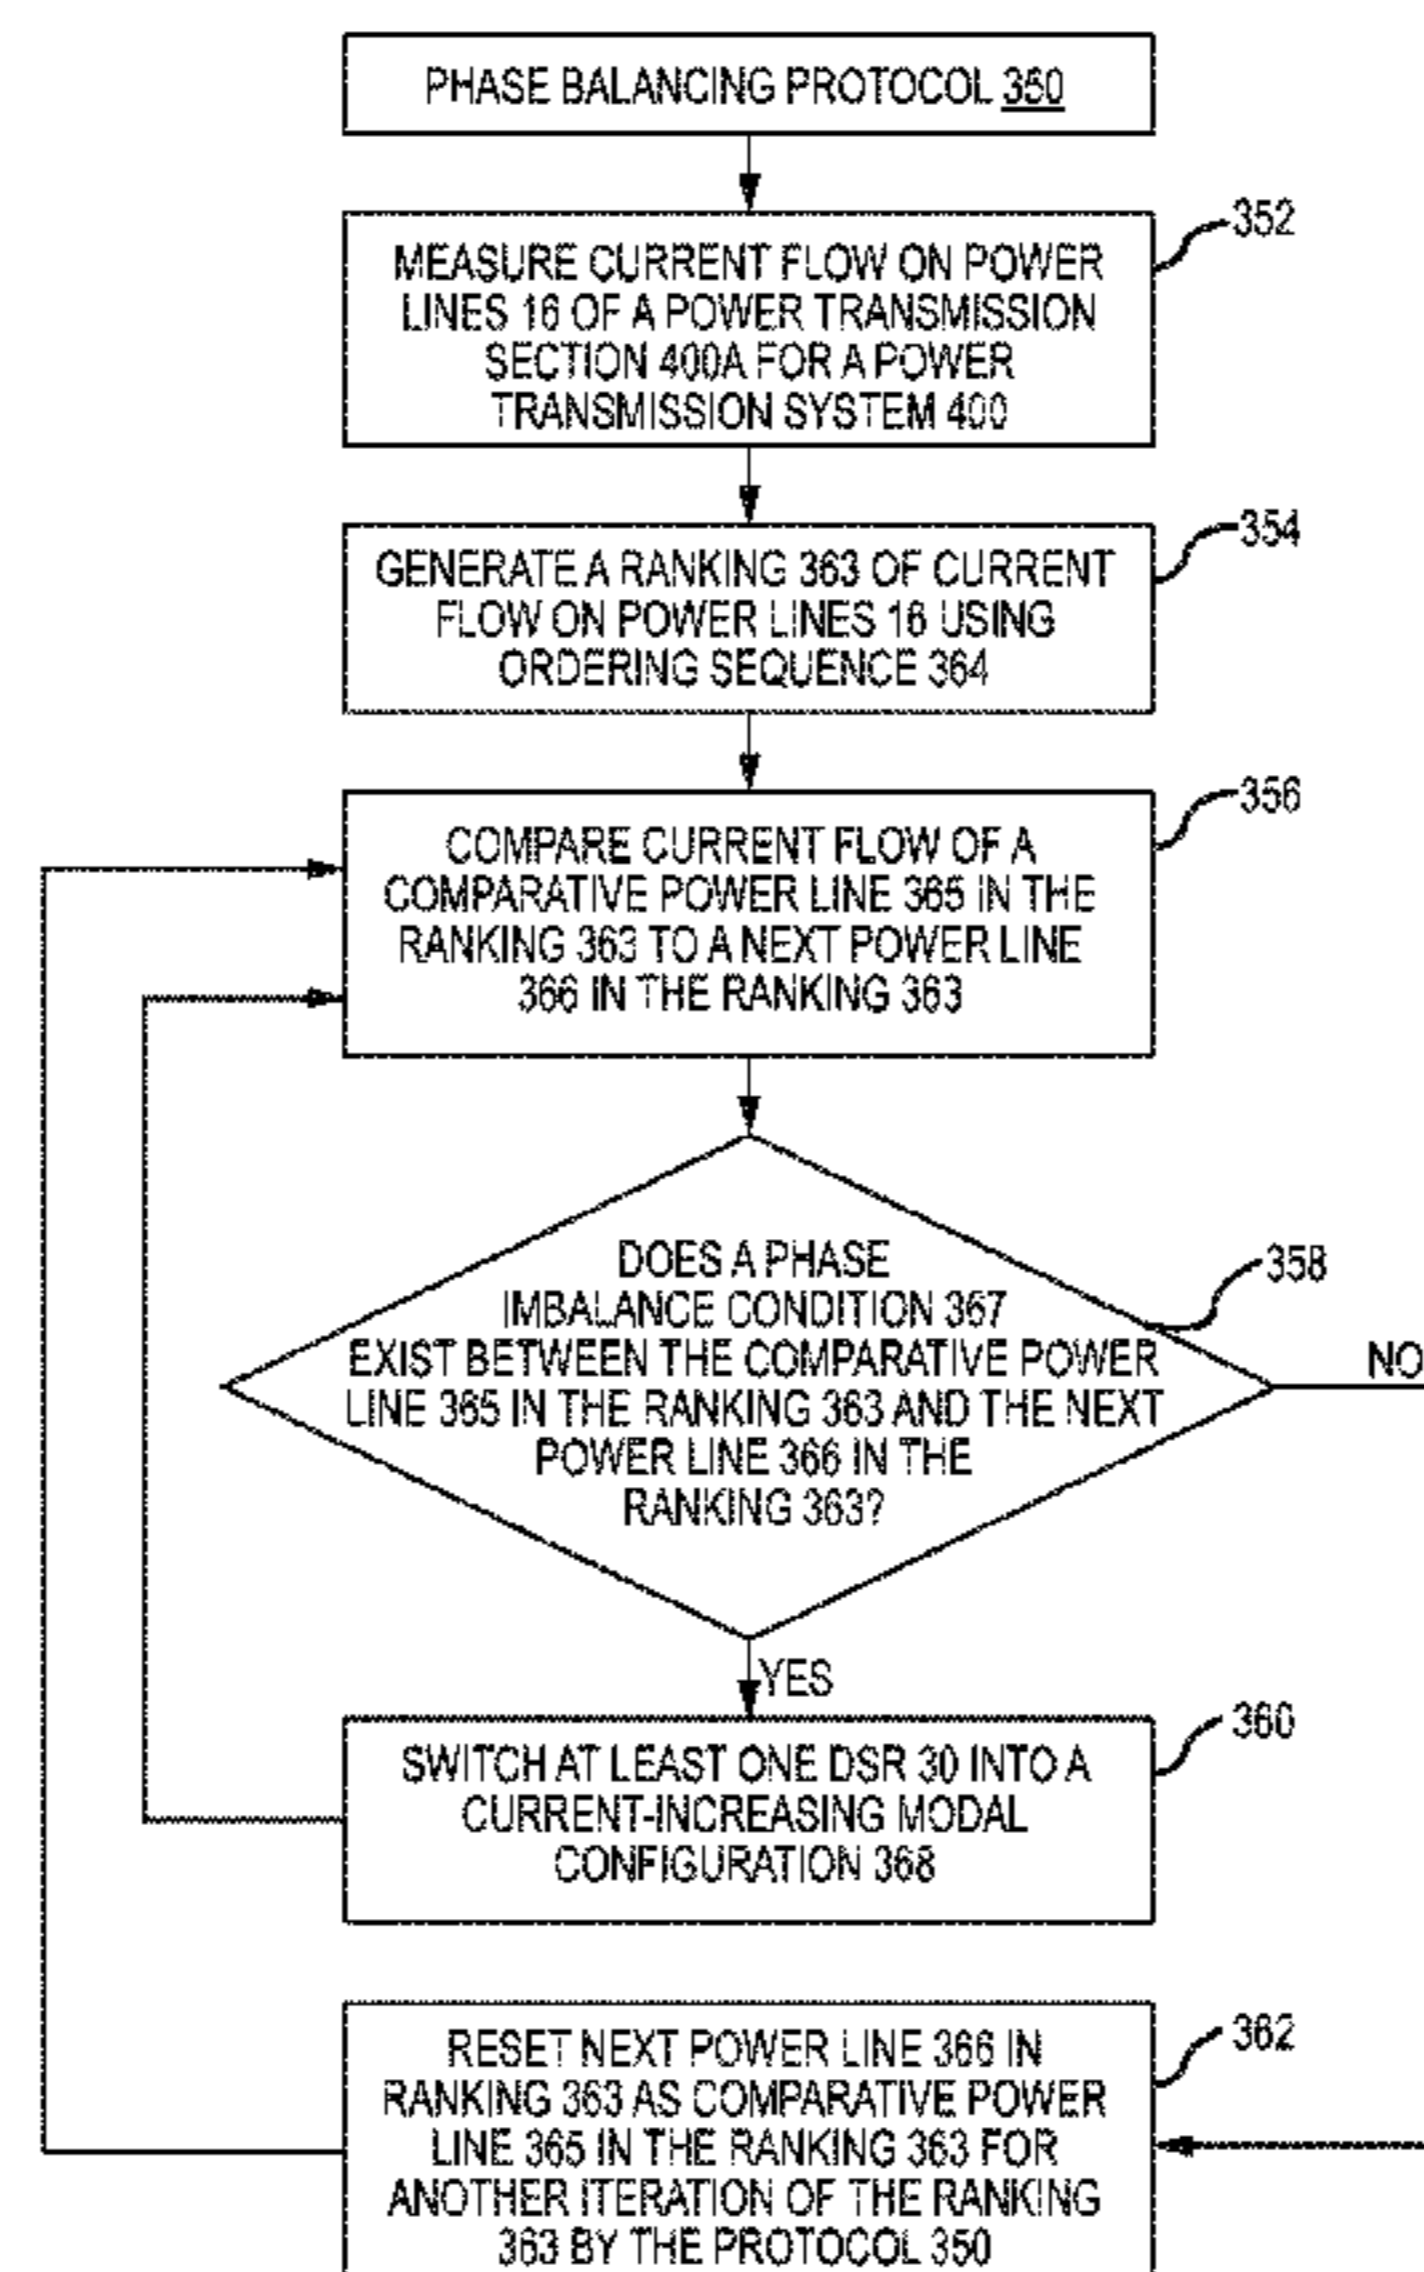 PHASE BALANCING PROTOCOL 350
352
MEASURE CURRENT FLOW ON POWER
LINES 16 OF A POWER TRANSMISSION
SECTION 400A FOR A POWER
TRANSMISSION SYSTEM 400
354
GENERATE A RANKING 363 OF CURRENT
FLOW ON POWER LINES 16 USING
ORDERING SEQUENCE 364
356
COMPARE CURRENT FLOW OF A
COMPARATIVE POWER LINE 365 IN THE
RANKING 363 TO A NEXT POWER LINE
366 IN THE RANKING 363
358
DOES A PHASE
IMBALANCE CONDITION 367
EXIST BETWEEN THE COMPARATIVE POWER
LINE 365 IN THE RANKING 363 AND THE NEXT
POWER LINE 366 IN THE
RANKING 363?
NO
YES
360
SWITCH AT LEAST ONE DSR 30 INTO A
CURRENT-INCREASING MODAL
CONFIGURATION 368
362
RESET NEXT POWER LINE 366 IN
RANKING 363 AS COMPARATIVE POWER
LINE 365 IN THE RANKING 363 FOR
ANOTHER ITERATION OF THE RANKING
363 BY THE PROTOCOL 350